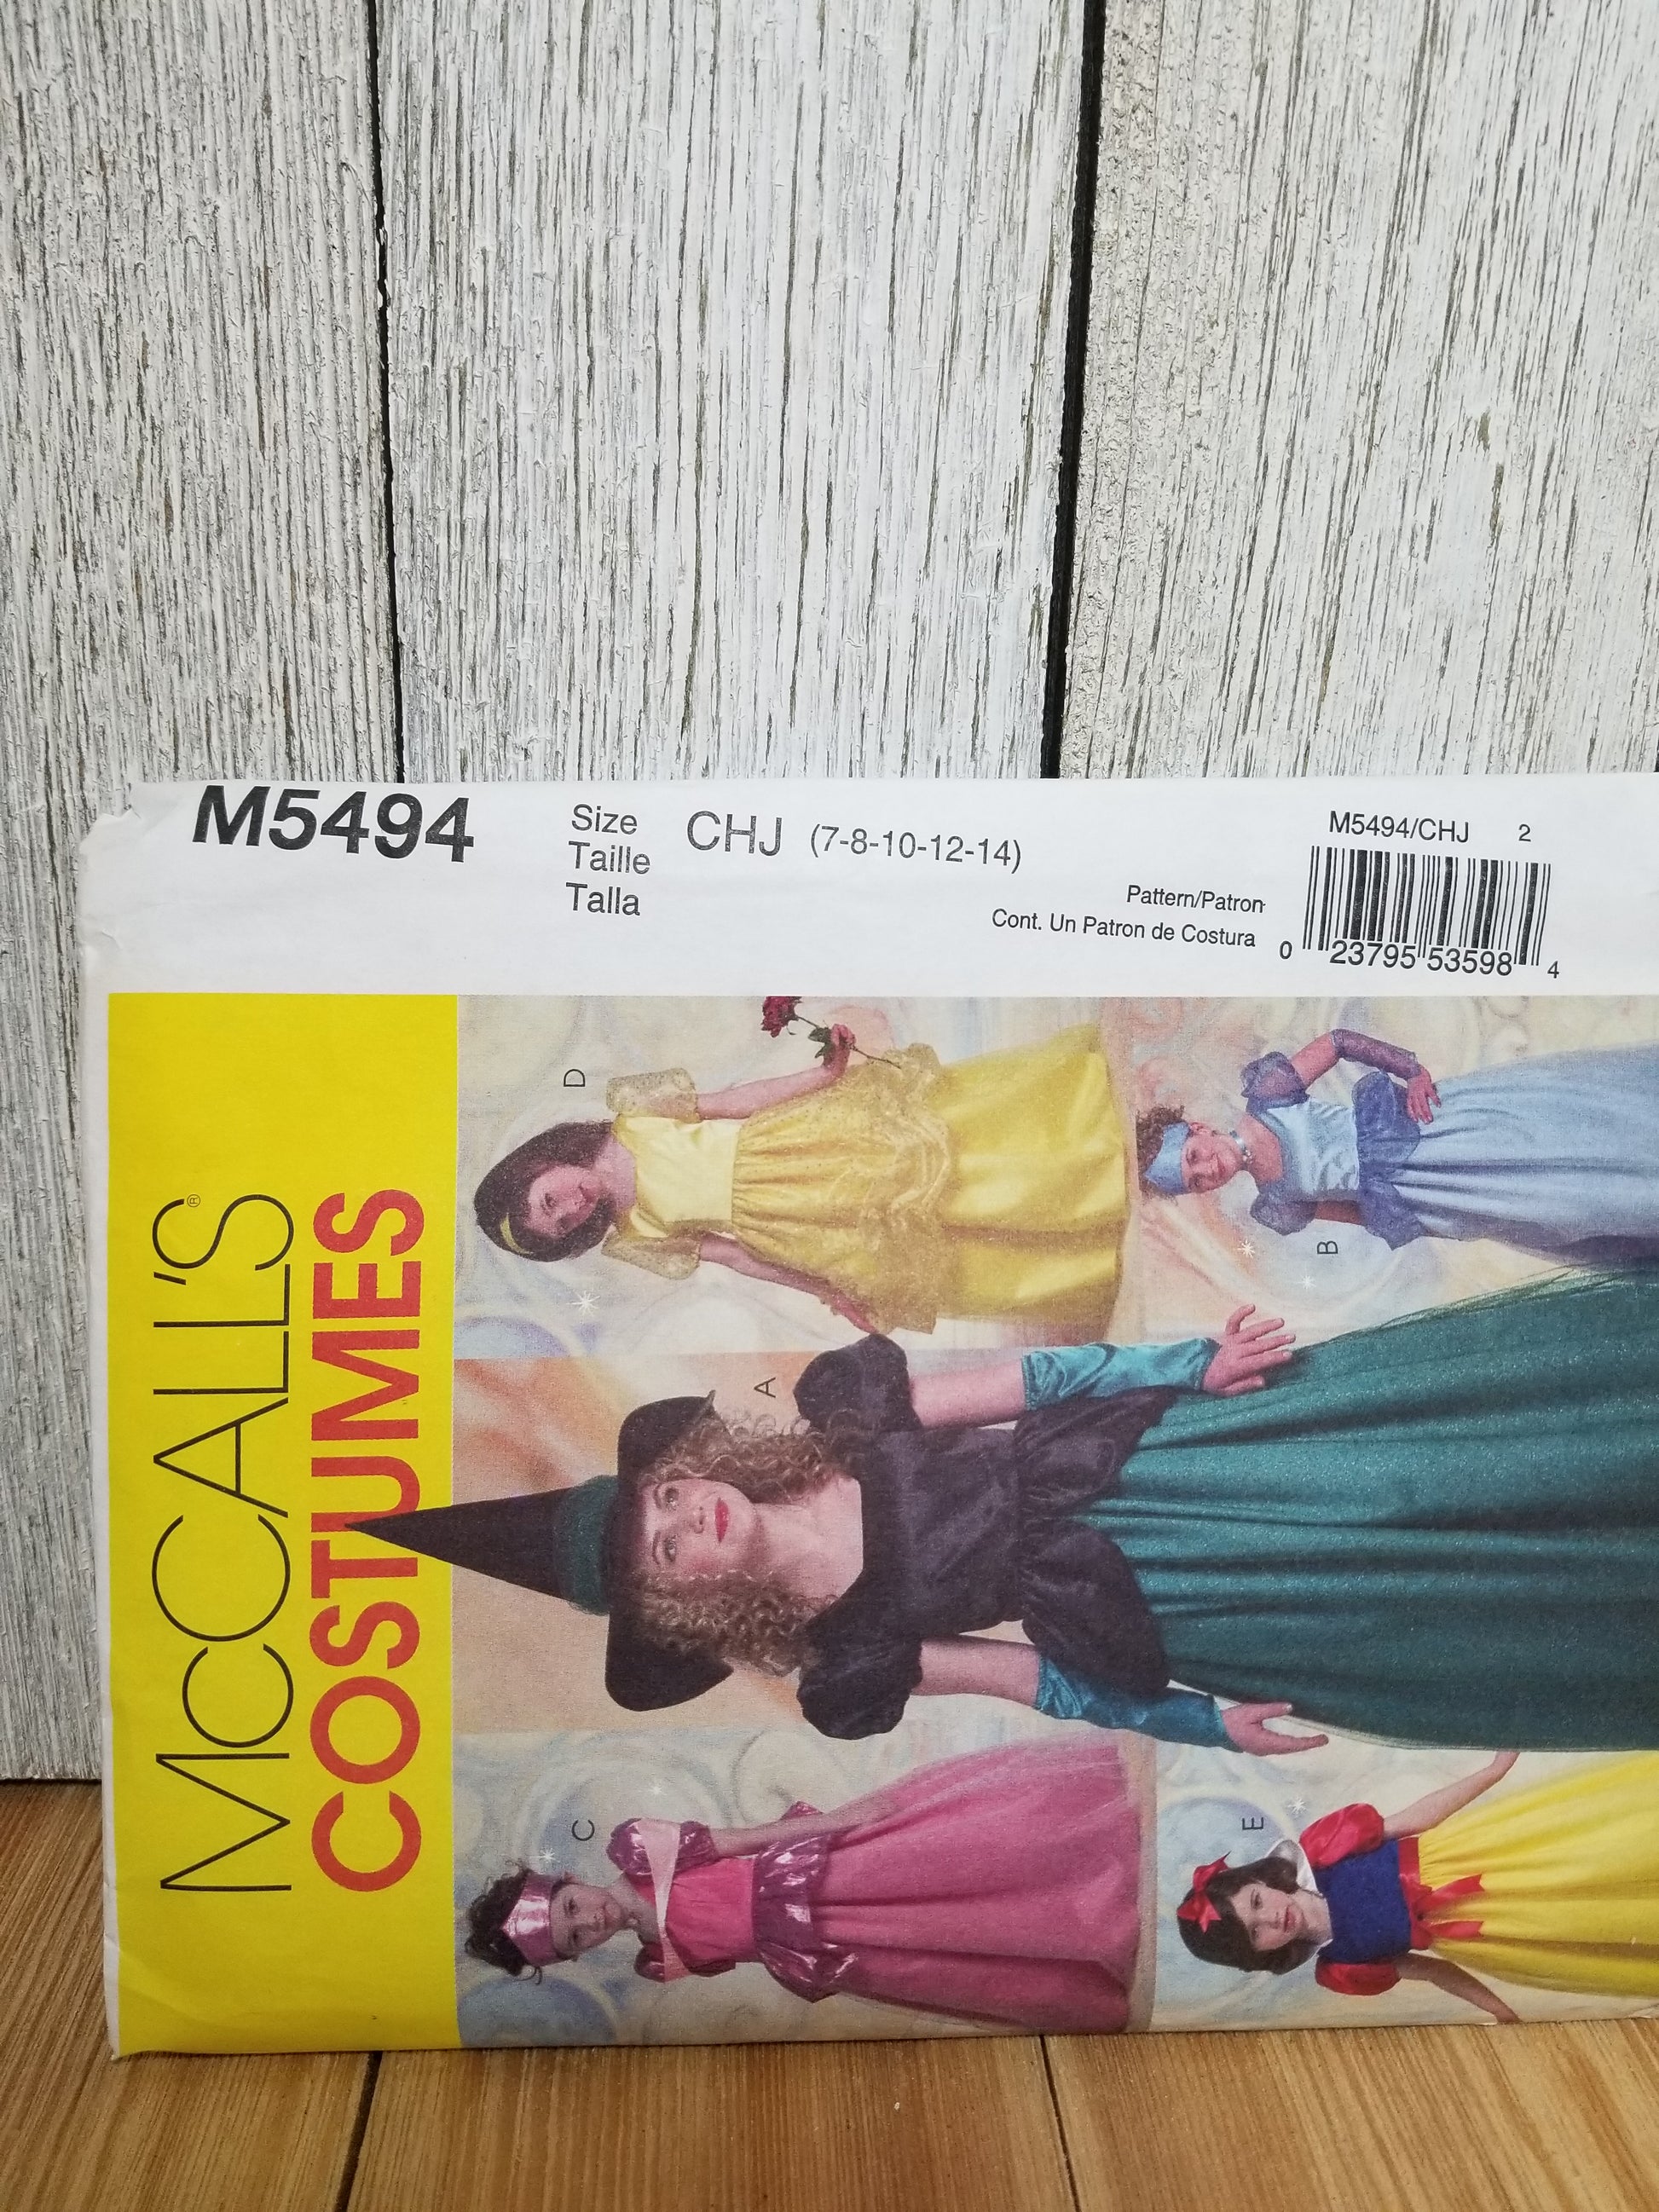 M5494
Size
Taille
Talla
CHJ (7-8-10-12-14)
Pattern/Patron
Cont. Un Patron de Costura
M5494/CHJ 2
0 23795 53598 4
McCALL'S®
COSTUMES
D
B
A
C
E